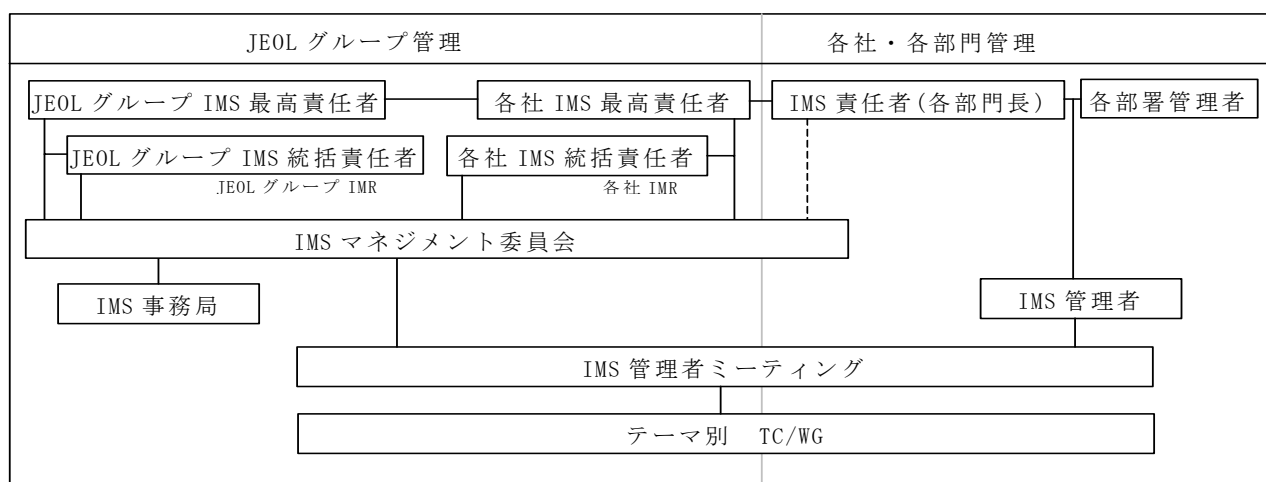 JEOL グループ管理
各社・各部門管理
JEOL グループ IMS 最高責任者
各社 IMS 最高責任者
IMS 責任者(各部門長)
各部署管理者
JEOL グループ IMS 統括責任者
各社 IMS 統括責任者
JEOL グループ IMR
各社 IMR
IMS マネジメント委員会
IMS 事務局
IMS 管理者
IMS 管理者ミーティング
テーマ別 TC/WG